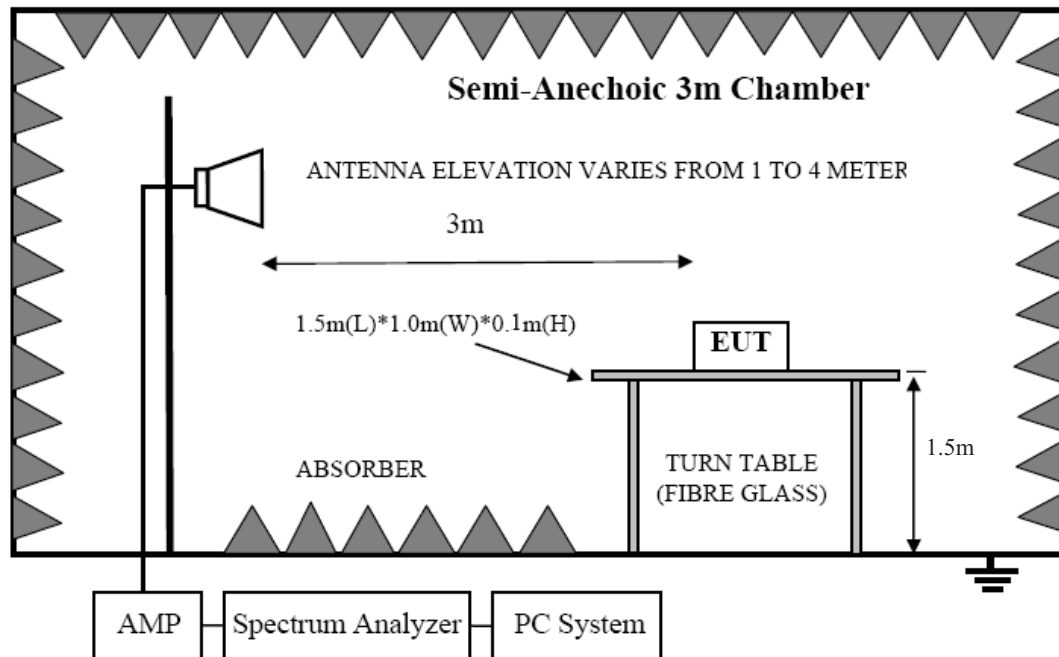 Semi-Anechoic 3m Chamber
ANTENNA ELEVATION VARIES FROM 1 TO 4 METER
3m
1.5m(L)*1.0m(W)*0.1m(H)
EUT
1.5m
ABSORBER
TURN TABLE
(FIBRE GLASS)
AMP
Spectrum Analyzer
PC System